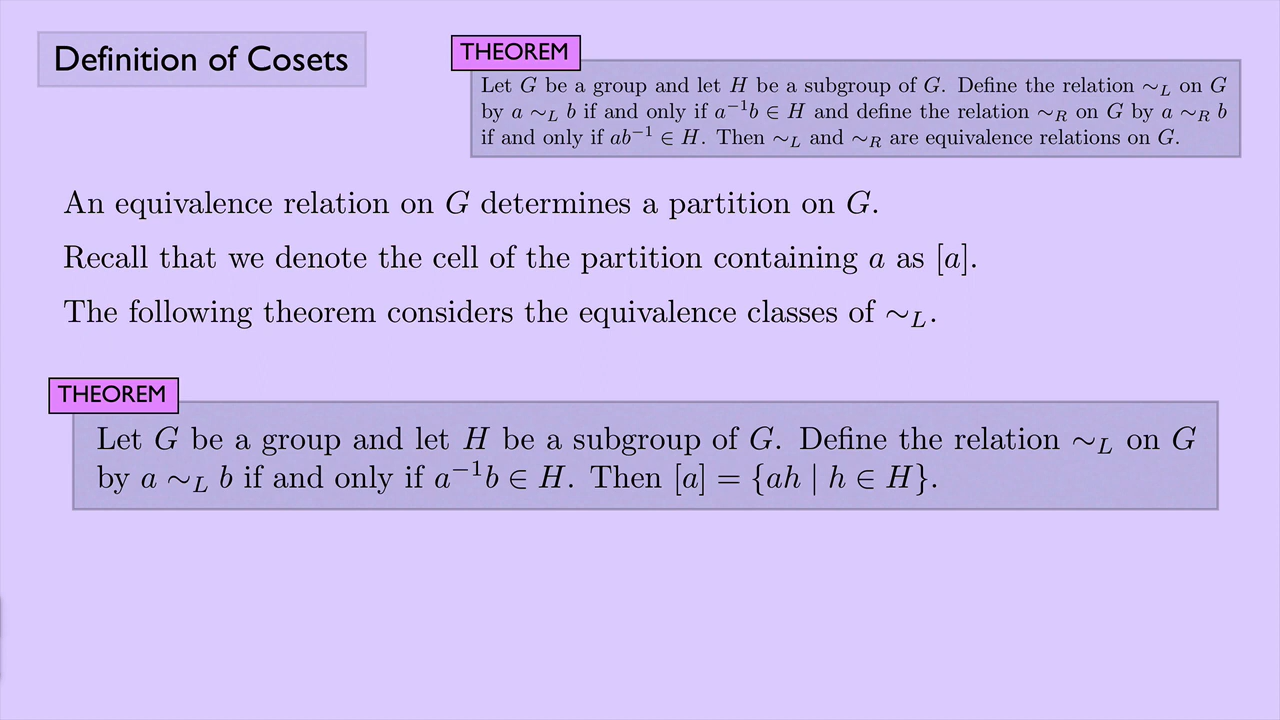 Definition of Cosets
THEOREM
Let G be a group and let H be a subgroup of G. Define the relation ∼L on G
by a ∼L b if and only if a⁻¹b ∈ H and define the relation ∼R on G by a ∼R b
if and only if ab⁻¹ ∈ H. Then ∼L and ∼R are equivalence relations on G.
An equivalence relation on G determines a partition on G.
Recall that we denote the cell of the partition containing a as [a].
The following theorem considers the equivalence classes of ∼L.
THEOREM
Let G be a group and let H be a subgroup of G. Define the relation ∼L on G
by a ∼L b if and only if a⁻¹b ∈ H. Then [a] = {ah | h ∈ H}.